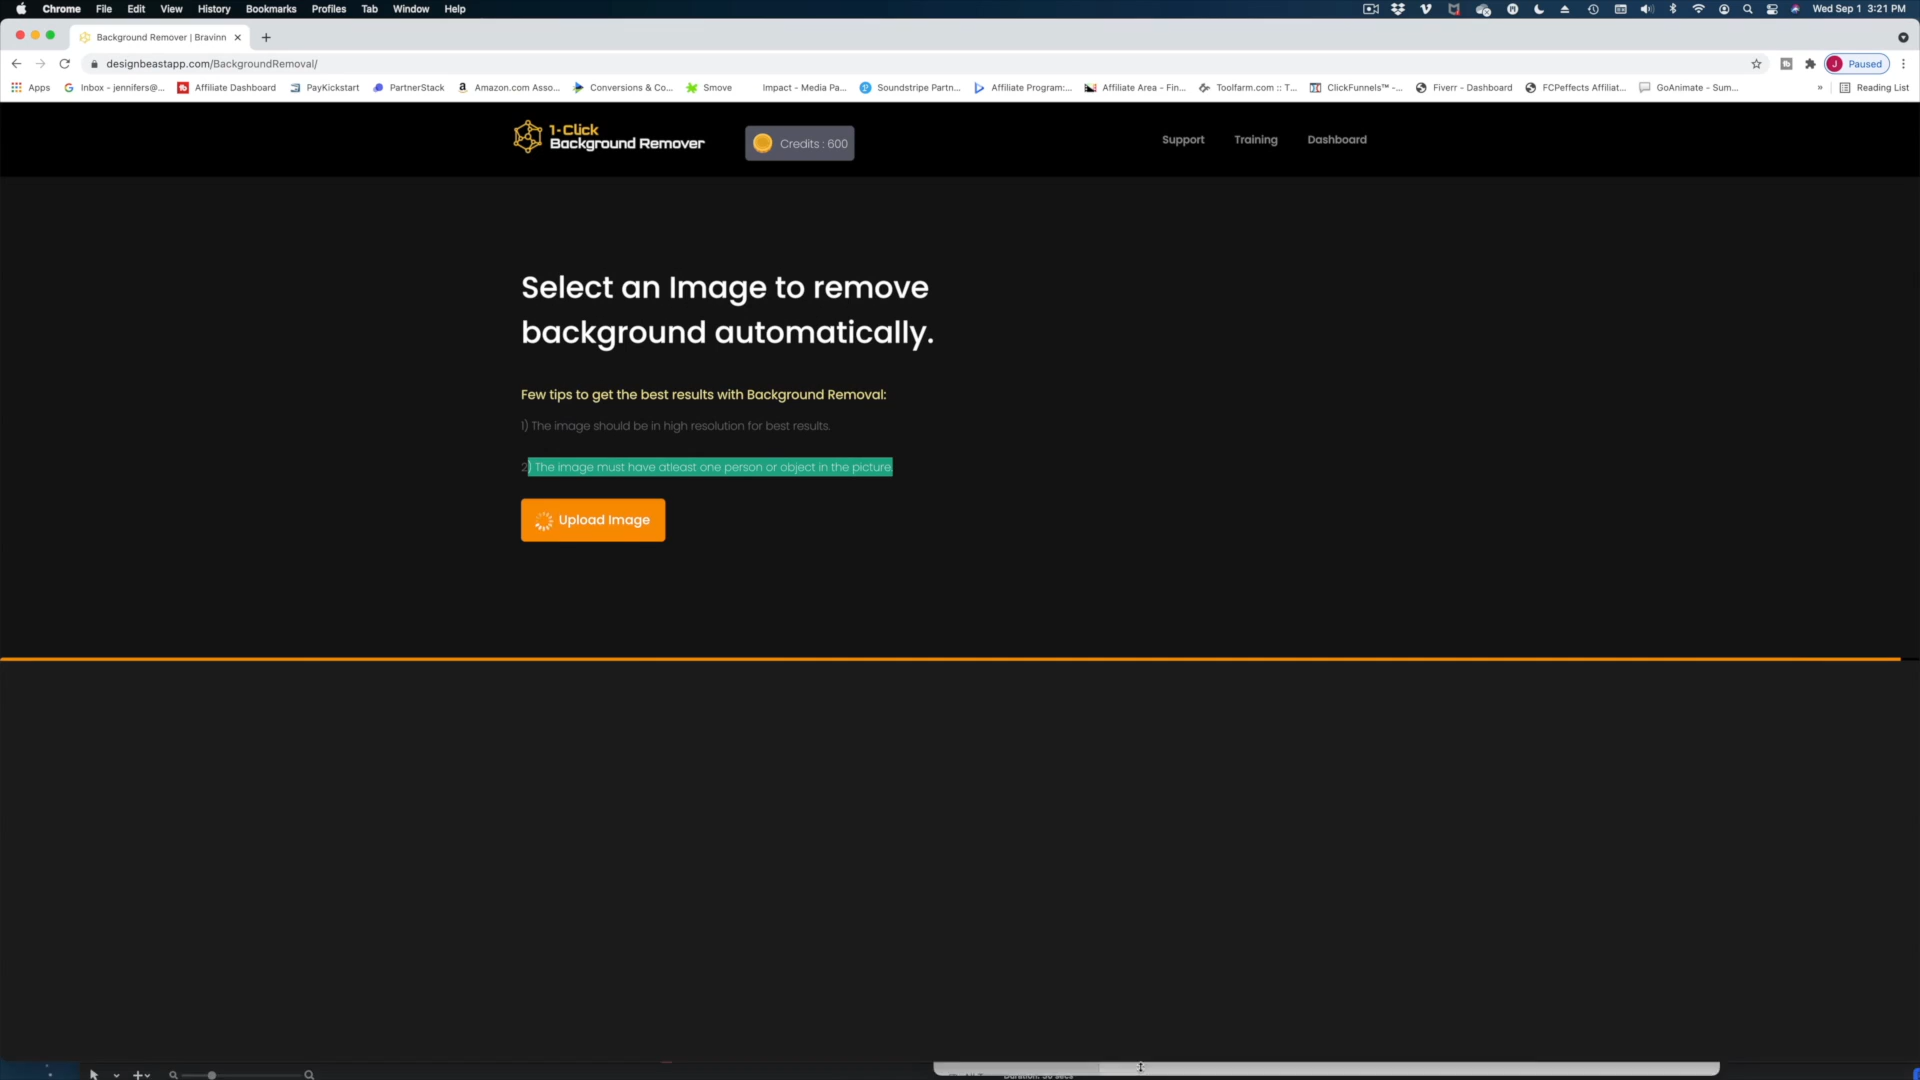 Chrome File Edit View History Bookmarks Profiles Tab Window Help Wed Sep 1 3:21 PM
Background Remover | Bravinn
designbeastapp.com/BackgroundRemoval/ J Paused
Apps Inbox - jennifers@... Affiliate Dashboard PayKickstart PartnerStack Amazon.com Asso... Conversions & Co... Smove Impact - Media Pa... Soundstripe Partn... Affiliate Program:... Affiliate Area - Fin... Toolfarm.com :: T... ClickFunnels™ -... Fiverr - Dashboard FCPeffects Affiliat... GoAnimate - Sum... » Reading List
1-Click
Background Remover
Credits : 600
Support Training Dashboard
Select an Image to remove
background automatically.
Few tips to get the best results with Background Removal:
1) The image should be in high resolution for best results.
2) The image must have atleast one person or object in the picture.
Upload Image